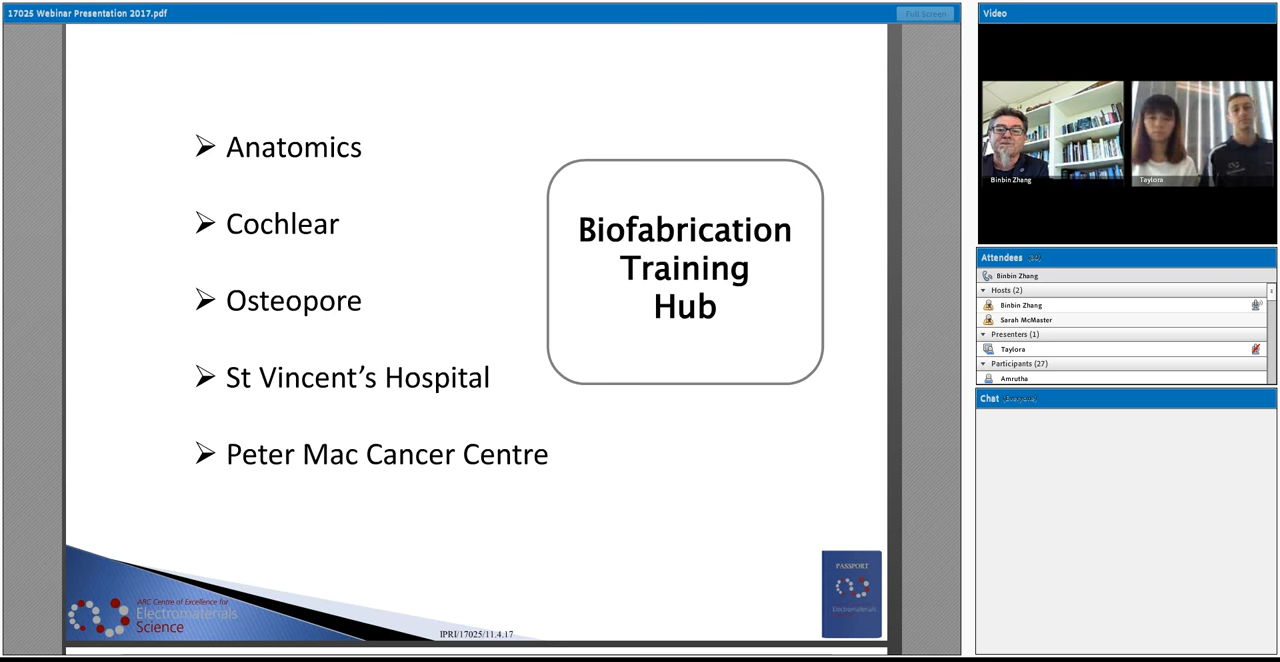 17025 Webinar Presentation 2017.pdf
Full Screen
Anatomics
Cochlear
Osteopore
St Vincent’s Hospital
Peter Mac Cancer Centre
Biofabrication
Training
Hub
ARC Centre of Excellence for
Electromaterials
Science
IPRI/17025/11.4.17
PASSPORT
Electromaterials
Video
Binbin Zhang
Taylora
Attendees
Binbin Zhang
Hosts (2)
Binbin Zhang
Sarah McMaster
Presenters (1)
Taylora
Participants (27)
Amrutha
Chat (Everyone)